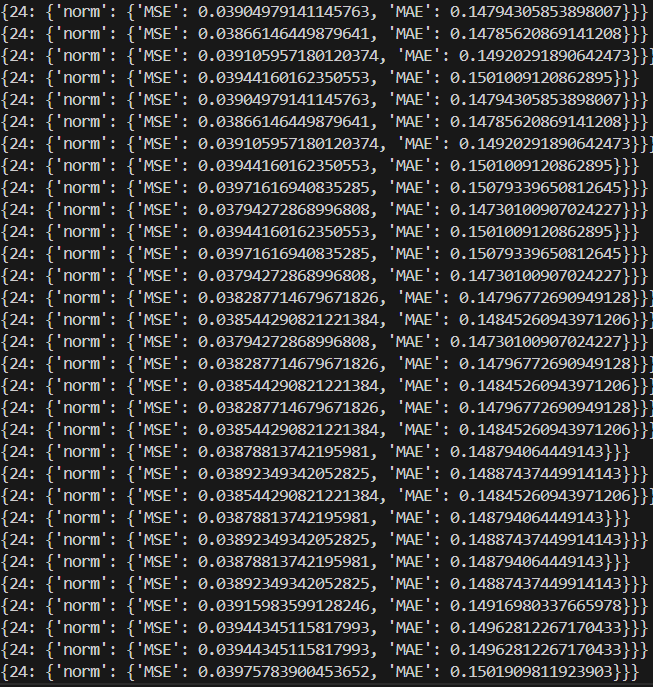 {24: {'norm': {'MSE': 0.03904979141145763, 'MAE': 0.14794305853898007}}}
{24: {'norm': {'MSE': 0.03866146449879641, 'MAE': 0.14785620869141208}}}
{24: {'norm': {'MSE': 0.039105957180120374, 'MAE': 0.14920291890642473}}}
{24: {'norm': {'MSE': 0.03944160162350553, 'MAE': 0.1501009120862895}}}
{24: {'norm': {'MSE': 0.03904979141145763, 'MAE': 0.14794305853898007}}}
{24: {'norm': {'MSE': 0.03866146449879641, 'MAE': 0.14785620869141208}}}
{24: {'norm': {'MSE': 0.039105957180120374, 'MAE': 0.14920291890642473}}}
{24: {'norm': {'MSE': 0.03944160162350553, 'MAE': 0.1501009120862895}}}
{24: {'norm': {'MSE': 0.03971616940835285, 'MAE': 0.15079339650812645}}}
{24: {'norm': {'MSE': 0.03794272868996808, 'MAE': 0.14730100907024227}}}
{24: {'norm': {'MSE': 0.03944160162350553, 'MAE': 0.1501009120862895}}}
{24: {'norm': {'MSE': 0.03971616940835285, 'MAE': 0.15079339650812645}}}
{24: {'norm': {'MSE': 0.03794272868996808, 'MAE': 0.14730100907024227}}}
{24: {'norm': {'MSE': 0.038287714679671826, 'MAE': 0.14796772690949128}}}
{24: {'norm': {'MSE': 0.038544290821221384, 'MAE': 0.14845260943971206}}}
{24: {'norm': {'MSE': 0.03794272868996808, 'MAE': 0.14730100907024227}}}
{24: {'norm': {'MSE': 0.038287714679671826, 'MAE': 0.14796772690949128}}}
{24: {'norm': {'MSE': 0.038544290821221384, 'MAE': 0.14845260943971206}}}
{24: {'norm': {'MSE': 0.038287714679671826, 'MAE': 0.14796772690949128}}}
{24: {'norm': {'MSE': 0.038544290821221384, 'MAE': 0.14845260943971206}}}
{24: {'norm': {'MSE': 0.03878813742195981, 'MAE': 0.148794064449143}}}
{24: {'norm': {'MSE': 0.03892349342052825, 'MAE': 0.14887437449914143}}}
{24: {'norm': {'MSE': 0.038544290821221384, 'MAE': 0.14845260943971206}}}
{24: {'norm': {'MSE': 0.03878813742195981, 'MAE': 0.148794064449143}}}
{24: {'norm': {'MSE': 0.03892349342052825, 'MAE': 0.14887437449914143}}}
{24: {'norm': {'MSE': 0.03878813742195981, 'MAE': 0.148794064449143}}}
{24: {'norm': {'MSE': 0.03892349342052825, 'MAE': 0.14887437449914143}}}
{24: {'norm': {'MSE': 0.03915983599128246, 'MAE': 0.14916980337665978}}}
{24: {'norm': {'MSE': 0.03944345115817993, 'MAE': 0.14962812267170433}}}
{24: {'norm': {'MSE': 0.03944345115817993, 'MAE': 0.14962812267170433}}}
{24: {'norm': {'MSE': 0.03975783900453652, 'MAE': 0.1501909811923903}}}